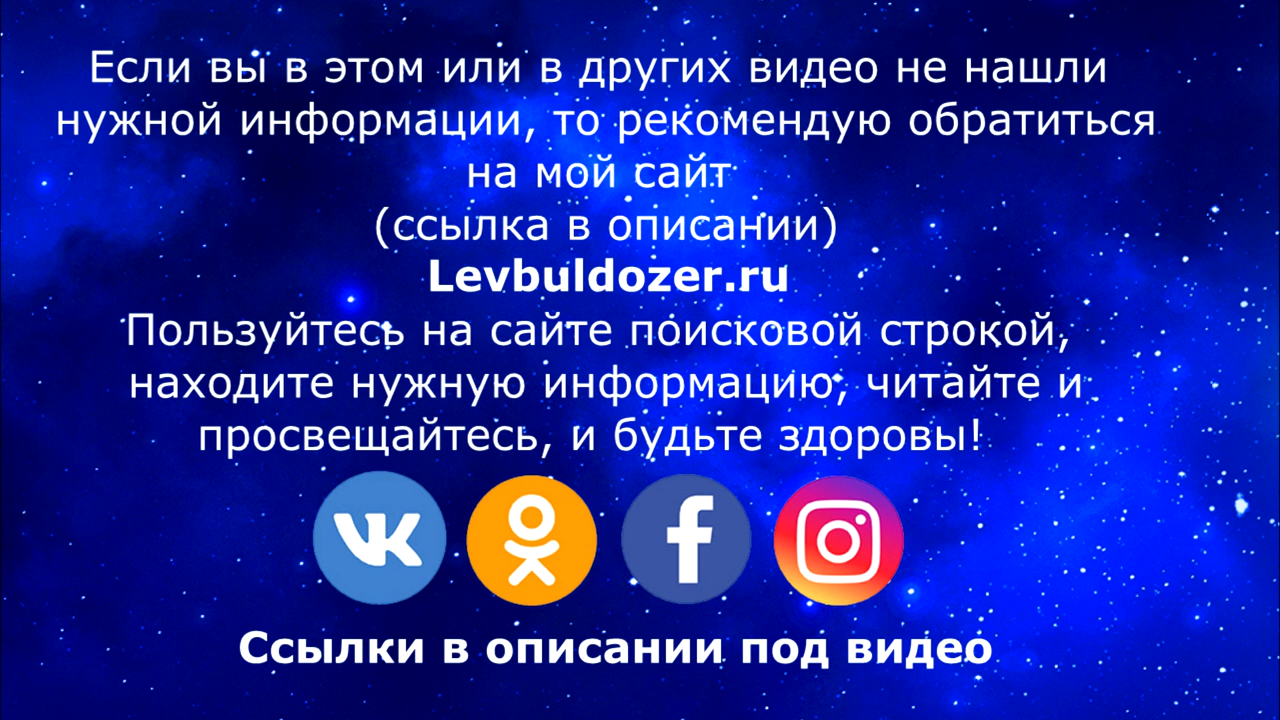 Если вы в этом или в других видео не нашли
нужной информации, то рекомендую обратиться
на мой сайт
(ссылка в описании)
Levbuldozer.ru
Пользуйтесь на сайте поисковой строкой,
находите нужную информацию, читайте и
просвещайтесь, и будьте здоровы!
Ссылки в описании под видео